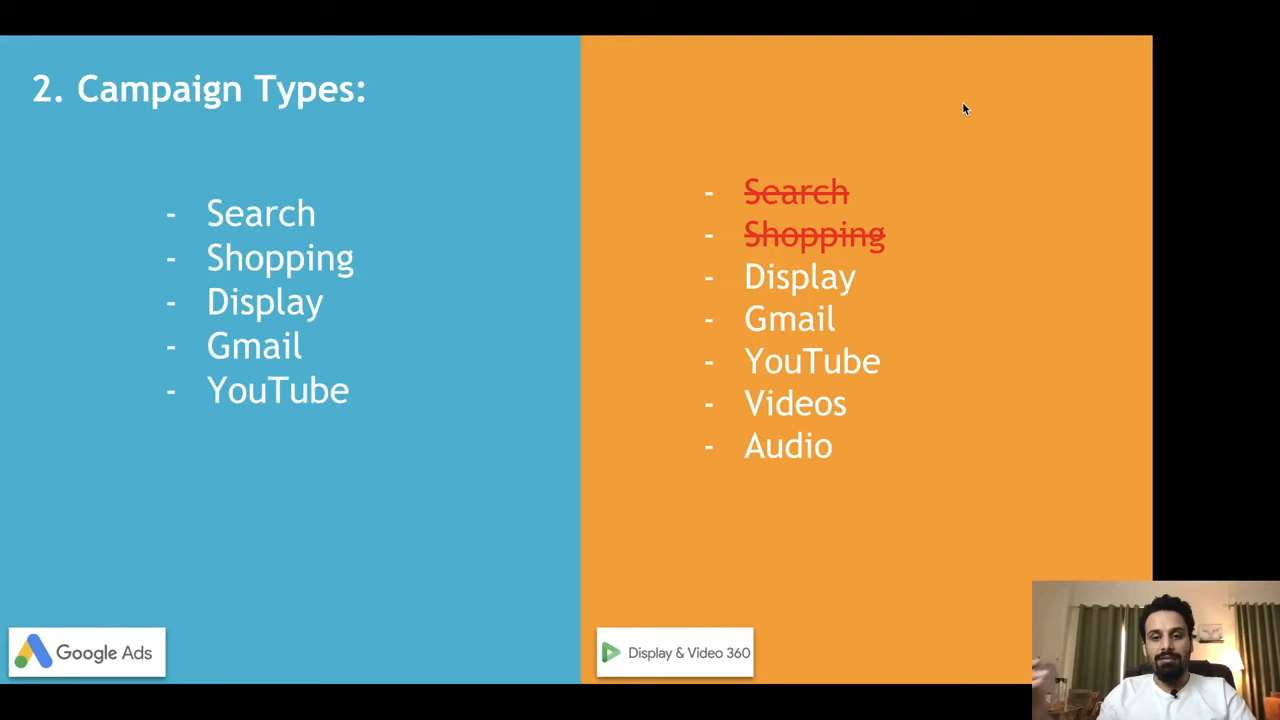 2. Campaign Types:
- Search
- Shopping
- Display
- Gmail
- YouTube
Google Ads
- Search
- Shopping
- Display
- Gmail
- YouTube
- Videos
- Audio
Display & Video 360